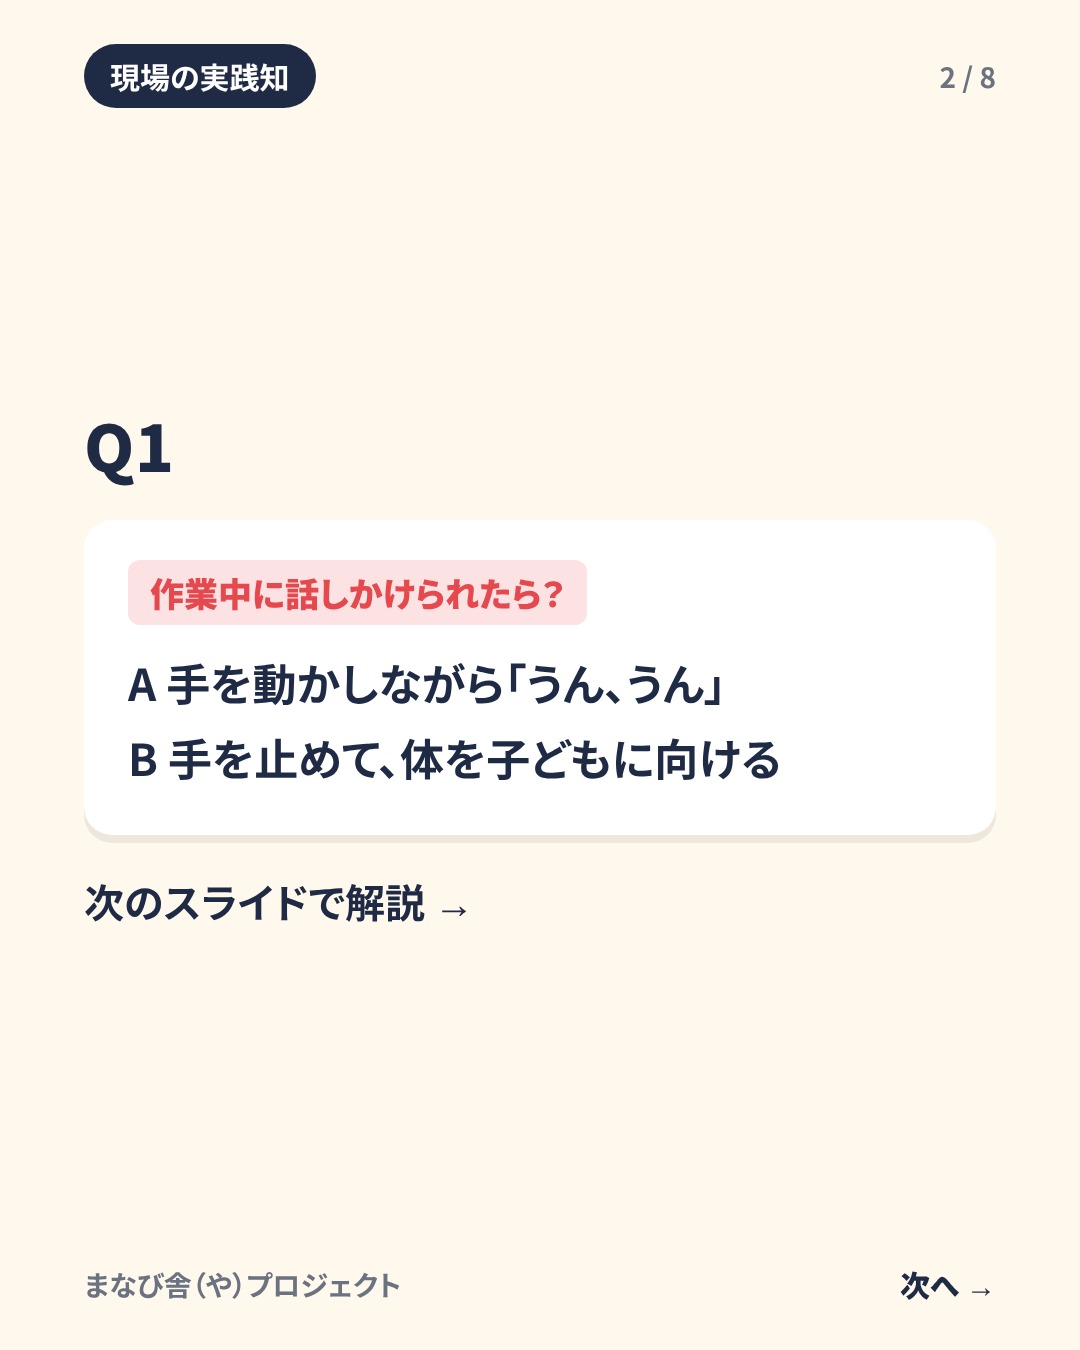 現場の実践知
2 / 8
Q1
作業中に話しかけられたら？
A 手を動かしながら「うん、うん」
B 手を止めて、体を子どもに向ける
次のスライドで解説 →
まなび舎（や）プロジェクト
次へ →